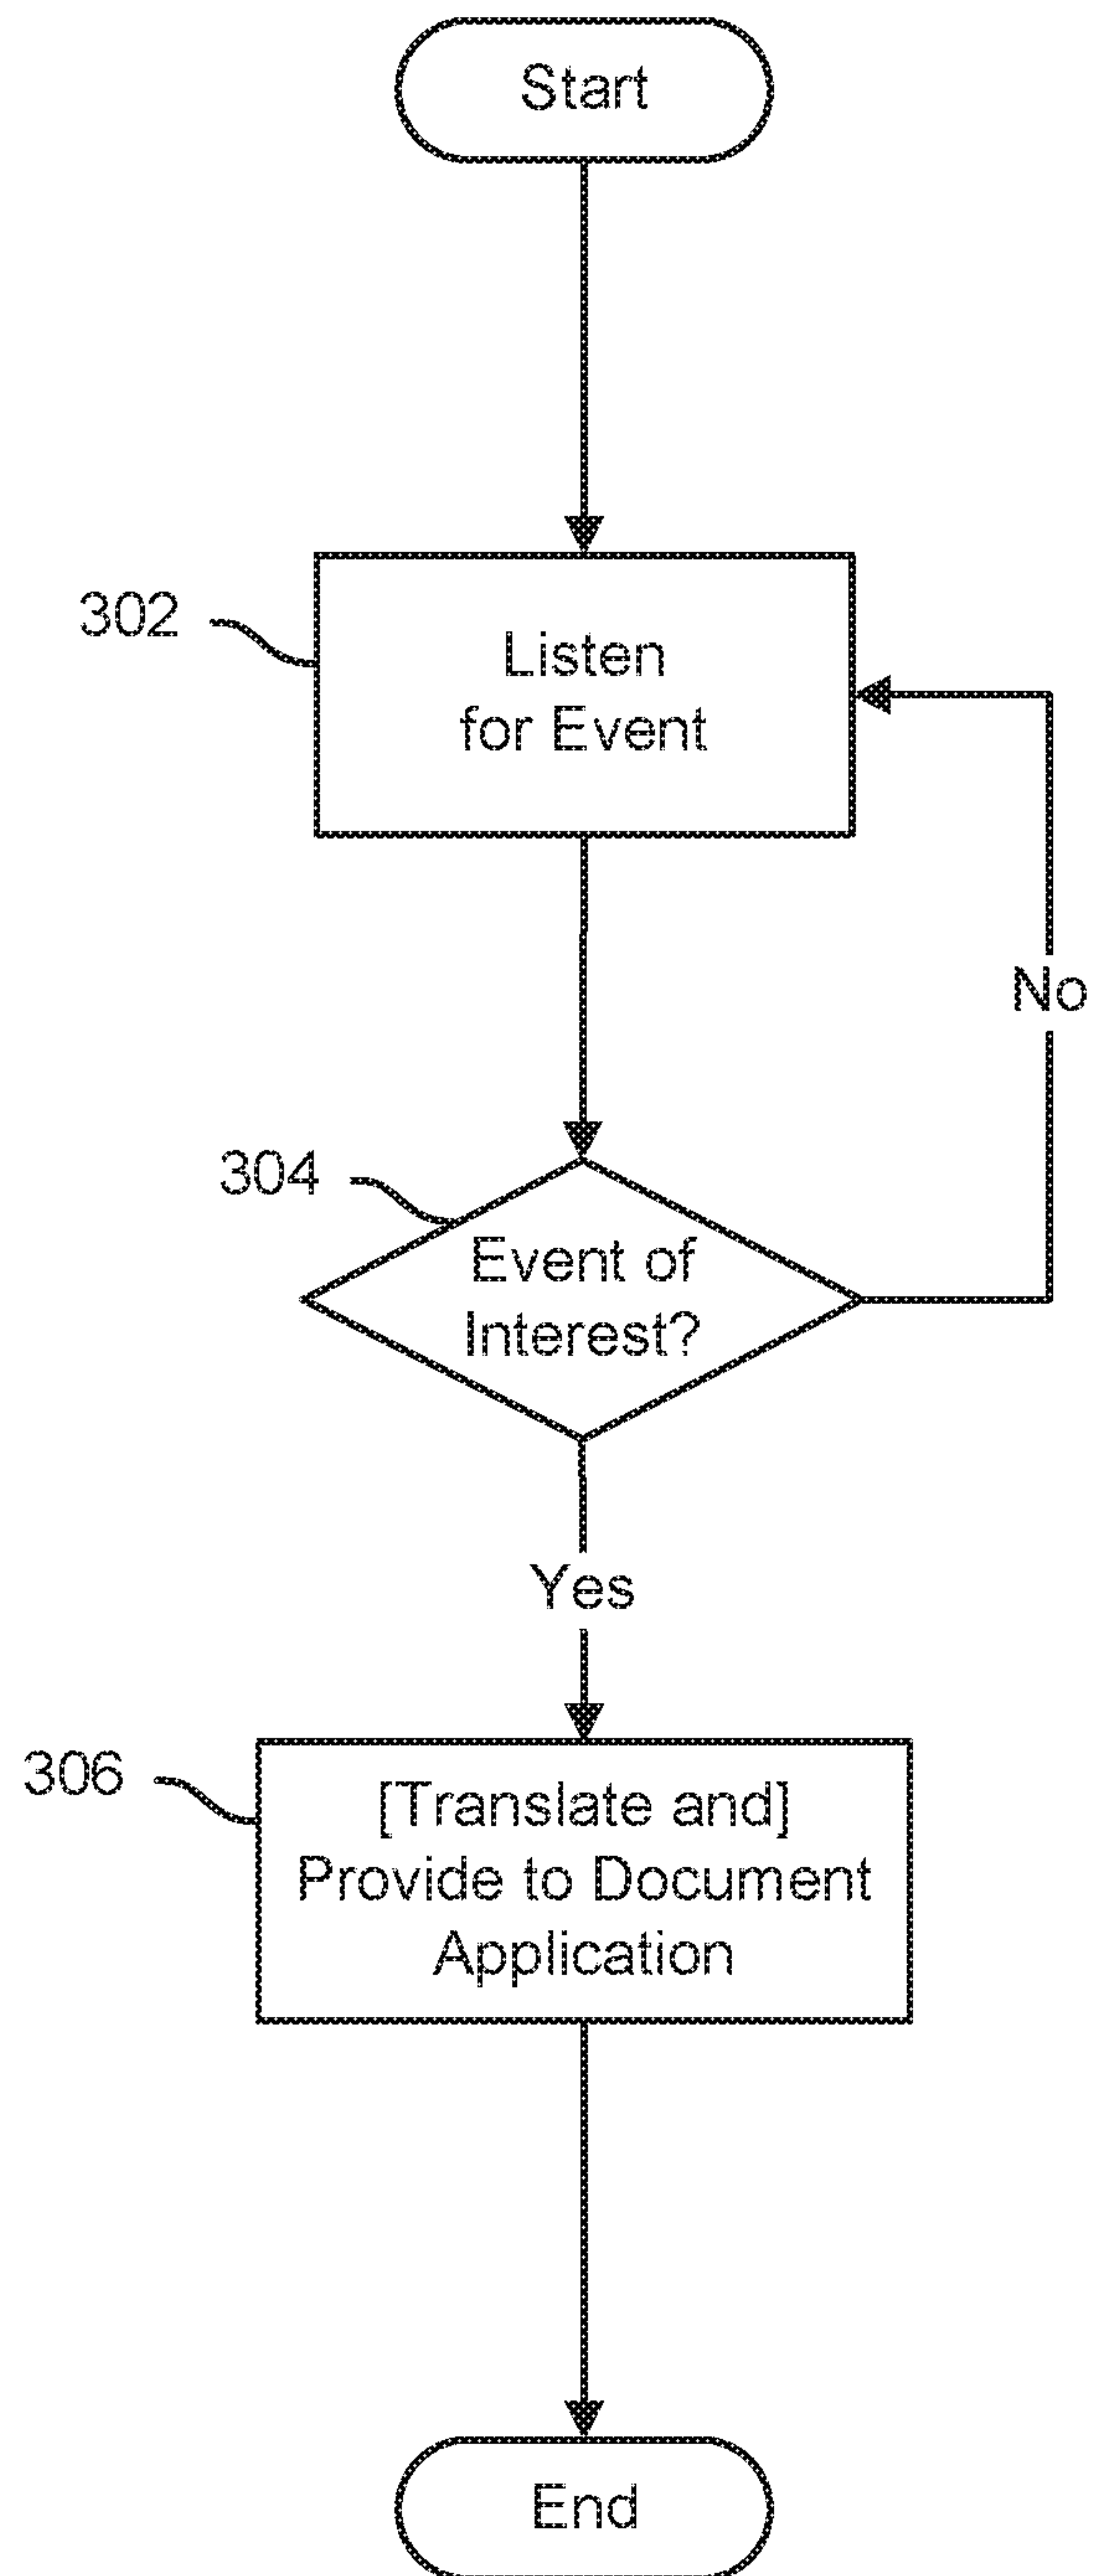 Start
302
Listen
for Event
No
304
Event of
Interest?
Yes
306
[Translate and]
Provide to Document
Application
End